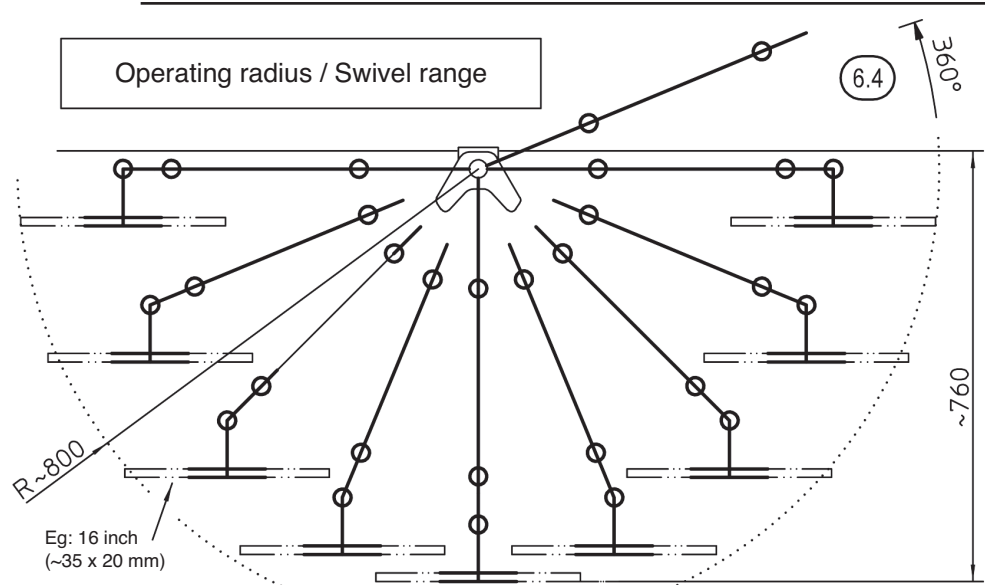 Operating radius / Swivel range
6.4
360°
~760
R~800
Eg: 16 inch
(~35 x 20 mm)